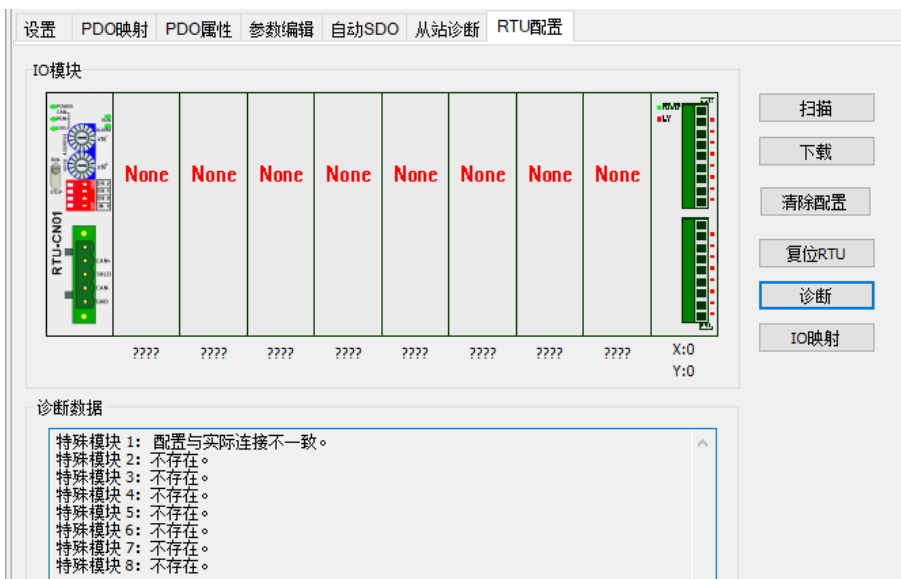 设置 PDO映射 PDO属性 参数编辑 自动SDO 从站诊断 RTU配置
IO模块
扫描
下载
清除配置
复位RTU
诊断
IO映射
RTU-CN01
CAN+
SHLD
CAN-
GND
None None None None None None None None
???? ???? ???? ???? ???? ???? ???? ????
X:0
Y:0
诊断数据
特殊模块 1: 配置与实际连接不一致。
特殊模块 2: 不存在。
特殊模块 3: 不存在。
特殊模块 4: 不存在。
特殊模块 5: 不存在。
特殊模块 6: 不存在。
特殊模块 7: 不存在。
特殊模块 8: 不存在。